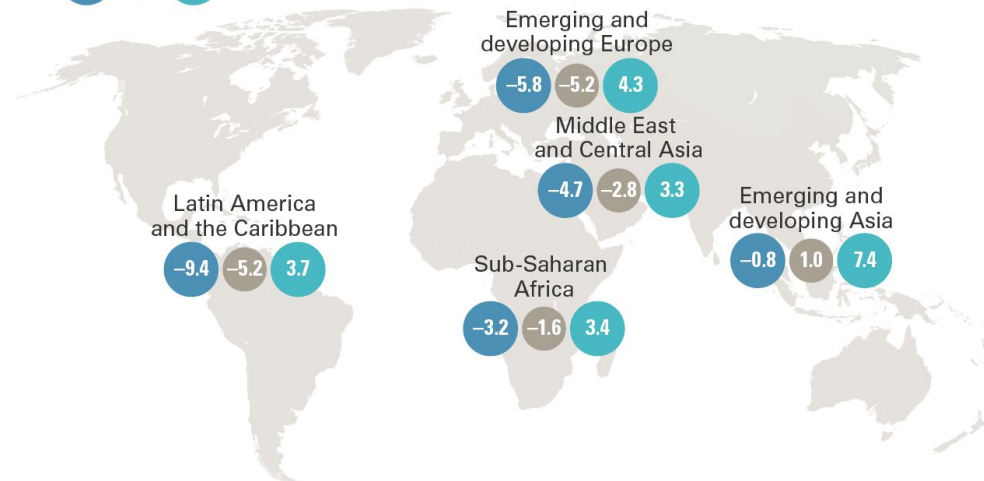 Emerging and
developing Europe
–5.8 –5.2 4.3
Middle East
and Central Asia
–4.7 –2.8 3.3
Latin America
and the Caribbean
–9.4 –5.2 3.7
Emerging and
developing Asia
–0.8 1.0 7.4
Sub-Saharan
Africa
–3.2 –1.6 3.4